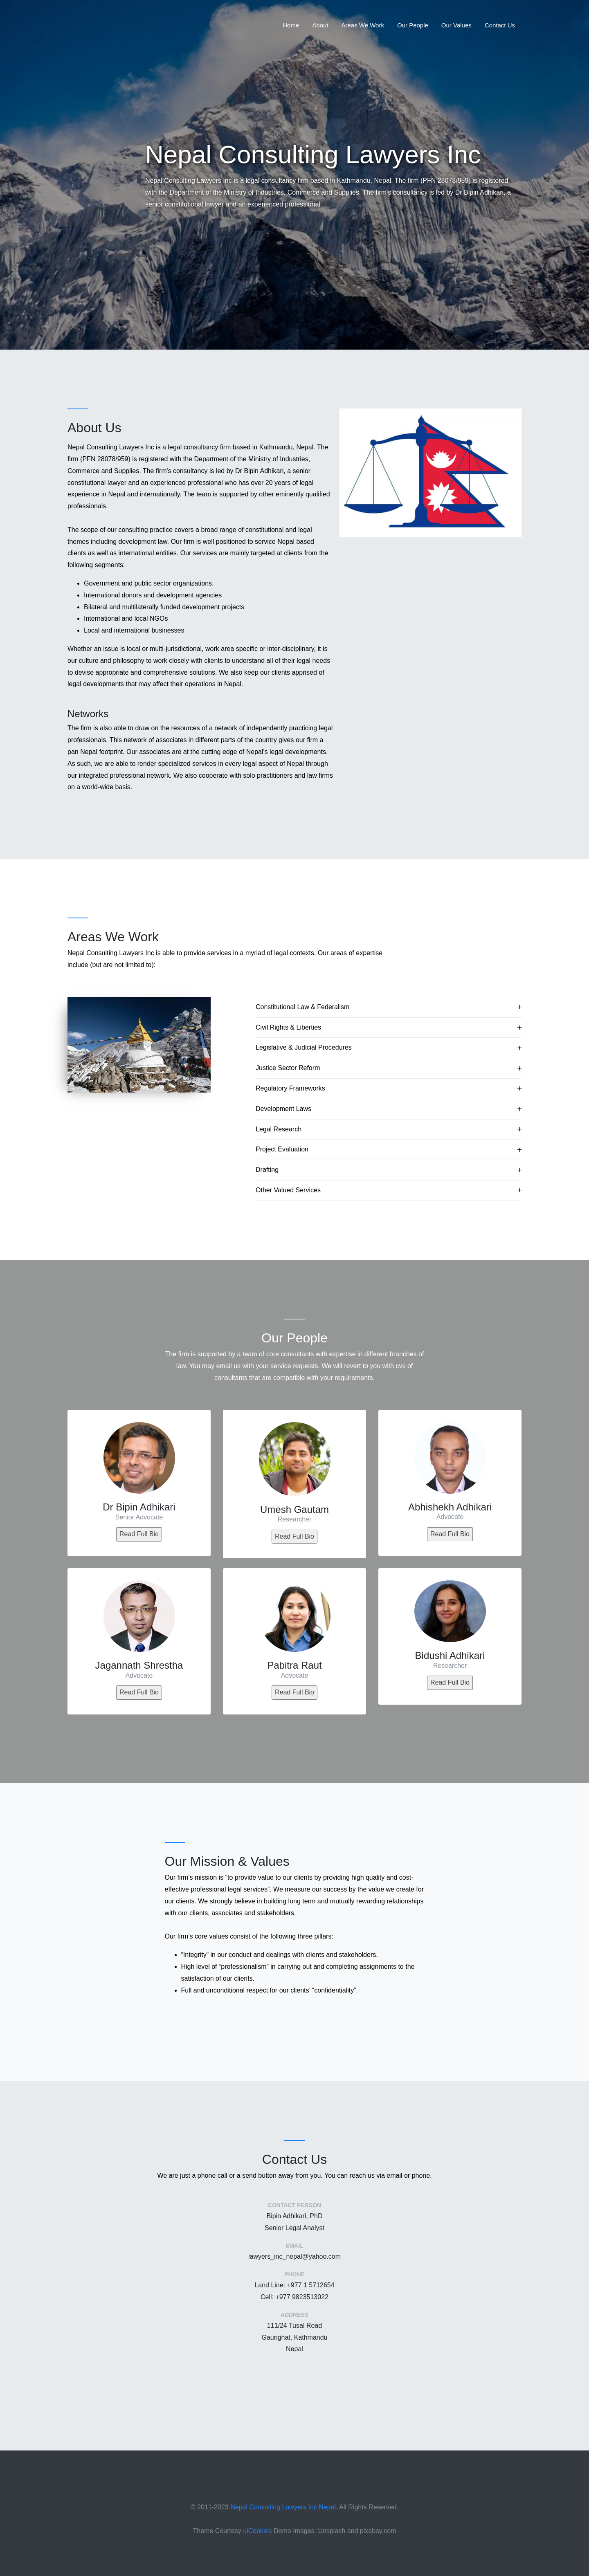 Home About Areas We Work Our People Our Values Contact Us
Nepal Consulting Lawyers Inc
Nepal Consulting Lawyers Inc is a legal consultancy firm based in Kathmandu, Nepal. The firm (PFN 28078/959) is registered
with the Department of the Ministry of Industries, Commerce and Supplies. The firm's consultancy is led by Dr Bipin Adhikari, a
senior constitutional lawyer and an experienced professional
About Us
Nepal Consulting Lawyers Inc is a legal consultancy firm based in Kathmandu, Nepal. The
firm (PFN 28078/959) is registered with the Department of the Ministry of Industries,
Commerce and Supplies. The firm's consultancy is led by Dr Bipin Adhikari, a senior
constitutional lawyer and an experienced professional who has over 20 years of legal
experience in Nepal and internationally. The team is supported by other eminently qualified
professionals.
The scope of our consulting practice covers a broad range of constitutional and legal
themes including development law. Our firm is well positioned to service Nepal based
clients as well as international entities. Our services are mainly targeted at clients from the
following segments:
• Government and public sector organizations.
• International donors and development agencies
• Bilateral and multilaterally funded development projects
• International and local NGOs
• Local and international businesses
Whether an issue is local or multi-jurisdictional, work area specific or inter-disciplinary, it is
our culture and philosophy to work closely with clients to understand all of their legal needs
to devise appropriate and comprehensive solutions. We also keep our clients apprised of
legal developments that may affect their operations in Nepal.
Networks
The firm is also able to draw on the resources of a network of independently practicing legal
professionals. This network of associates in different parts of the country gives our firm a
pan Nepal footprint. Our associates are at the cutting edge of Nepal's legal developments.
As such, we are able to render specialized services in every legal aspect of Nepal through
our integrated professional network. We also cooperate with solo practitioners and law firms
on a world-wide basis.
Areas We Work
Nepal Consulting Lawyers Inc is able to provide services in a myriad of legal contexts. Our areas of expertise
include (but are not limited to):
Constitutional Law & Federalism +
Civil Rights & Liberties +
Legislative & Judicial Procedures +
Justice Sector Reform +
Regulatory Frameworks +
Development Laws +
Legal Research +
Project Evaluation +
Drafting +
Other Valued Services +
Our People
The firm is supported by a team of core consultants with expertise in different branches of
law. You may email us with your service requests. We will revert to you with cvs of
consultants that are compatible with your requirements.
Dr Bipin Adhikari
Senior Advocate
Read Full Bio
Umesh Gautam
Researcher
Read Full Bio
Abhishekh Adhikari
Advocate
Read Full Bio
Jagannath Shrestha
Advocate
Read Full Bio
Pabitra Raut
Advocate
Read Full Bio
Bidushi Adhikari
Researcher
Read Full Bio
Our Mission & Values
Our firm's mission is “to provide value to our clients by providing high quality and cost-
effective professional legal services”. We measure our success by the value we create for
our clients. We strongly believe in building long term and mutually rewarding relationships
with our clients, associates and stakeholders.
Our firm's core values consist of the following three pillars:
• “Integrity” in our conduct and dealings with clients and stakeholders.
• High level of “professionalism” in carrying out and completing assignments to the
satisfaction of our clients.
• Full and unconditional respect for our clients' “confidentiality”.
Contact Us
We are just a phone call or a send button away from you. You can reach us via email or phone.
CONTACT PERSON
Bipin Adhikari, PhD
Senior Legal Analyst
EMAIL
lawyers_inc_nepal@yahoo.com
PHONE
Land Line: +977 1 5712654
Cell: +977 9823513022
ADDRESS
111/24 Tusal Road
Gaurighat, Kathmandu
Nepal
© 2011-2023 Nepal Consulting Lawyers Inc Nepal. All Rights Reserved.
Theme Courtesy uiCookies Demo Images: Unsplash and pixabay.com